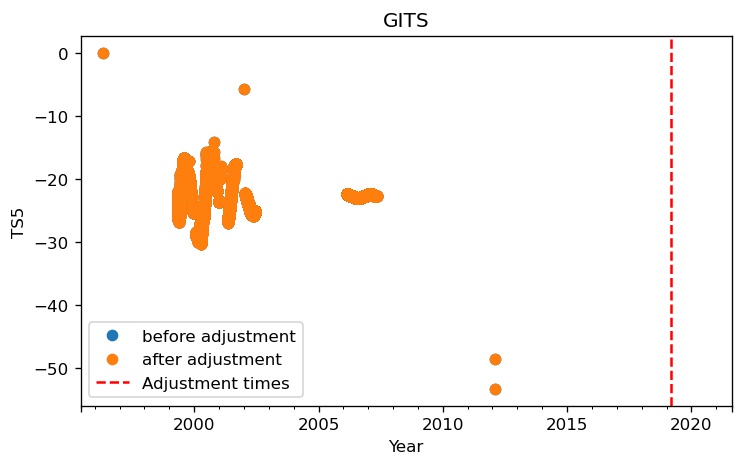 GITS
0
−10
−20
−30
−40
−50
TS5
before adjustment
after adjustment
Adjustment times
2000 2005 2010 2015 2020
Year